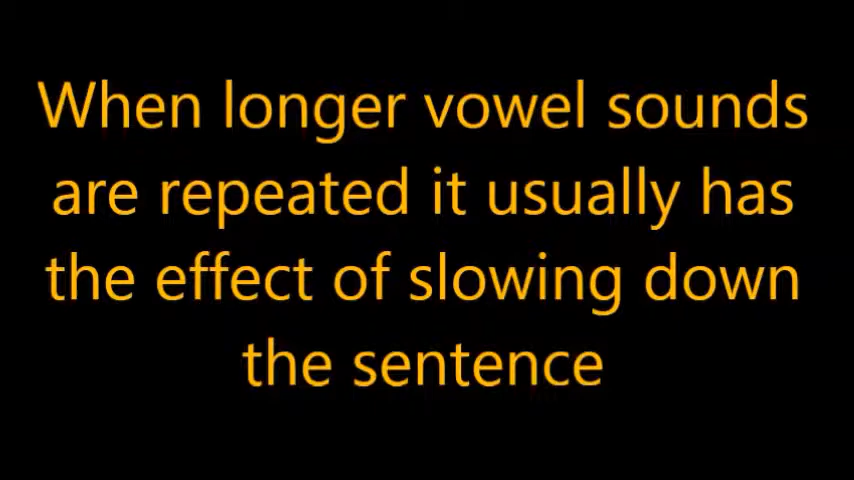 When longer vowel sounds
are repeated it usually has
the effect of slowing down
the sentence